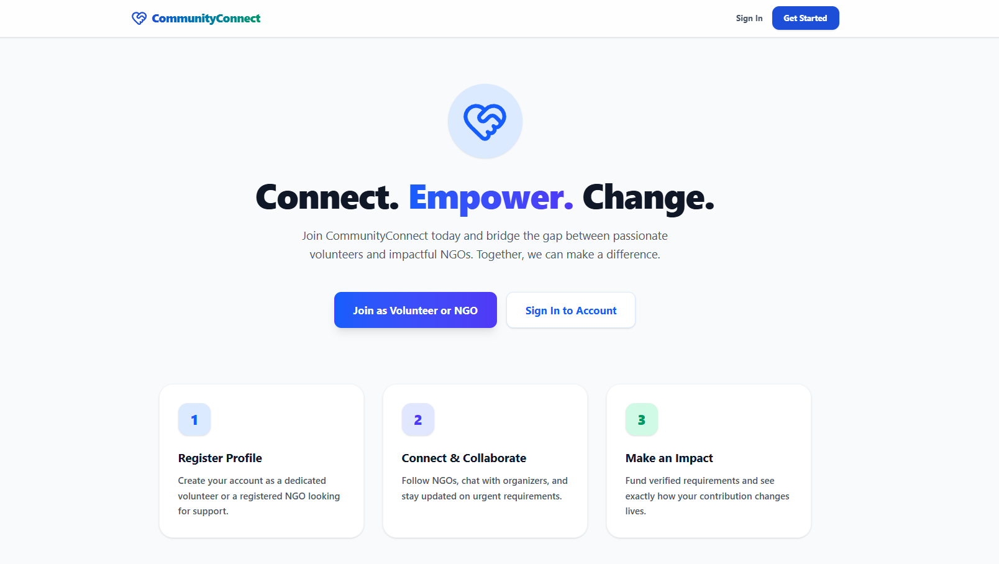 CommunityConnect
Sign In
Get Started
Connect. Empower. Change.
Join CommunityConnect today and bridge the gap between passionate
volunteers and impactful NGOs. Together, we can make a difference.
Join as Volunteer or NGO
Sign In to Account
1
Register Profile
Create your account as a dedicated
volunteer or a registered NGO looking
for support.
2
Connect & Collaborate
Follow NGOs, chat with organizers, and
stay updated on urgent requirements.
3
Make an Impact
Fund verified requirements and see
exactly how your contribution changes
lives.